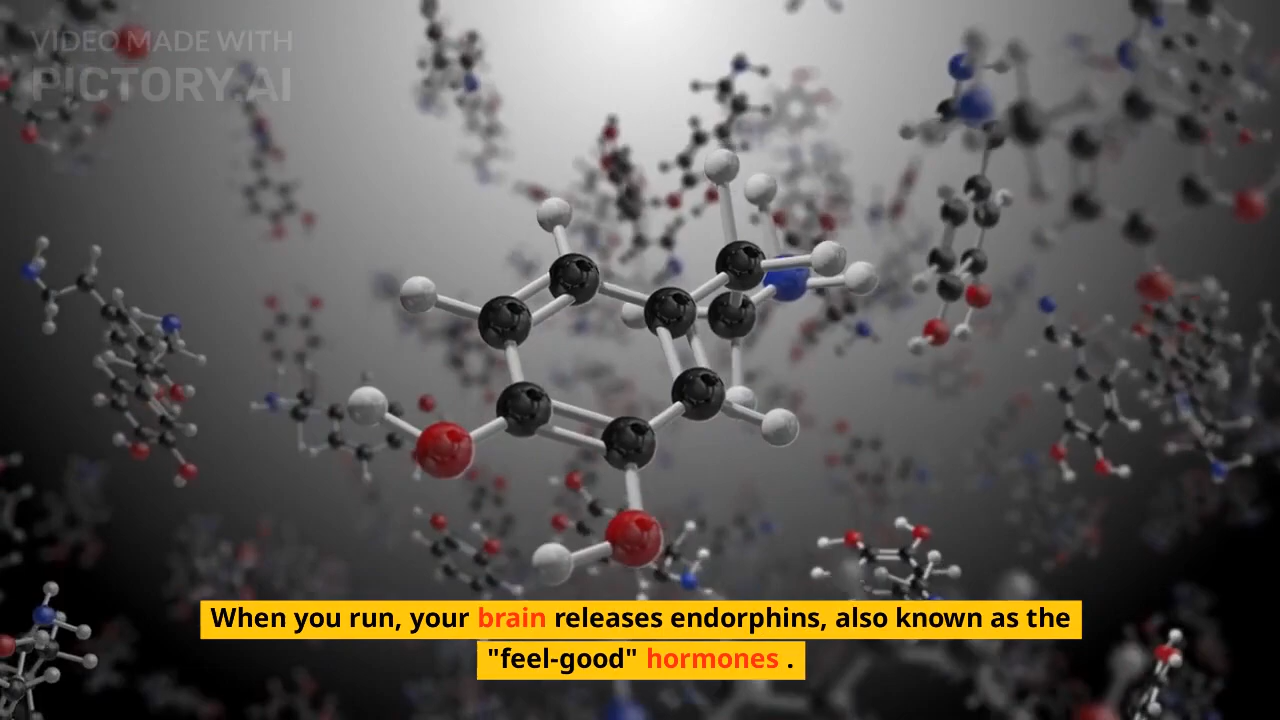 VIDEO MADE WITH
PICTORY.AI
When you run, your brain releases endorphins, also known as the
"feel-good" hormones .